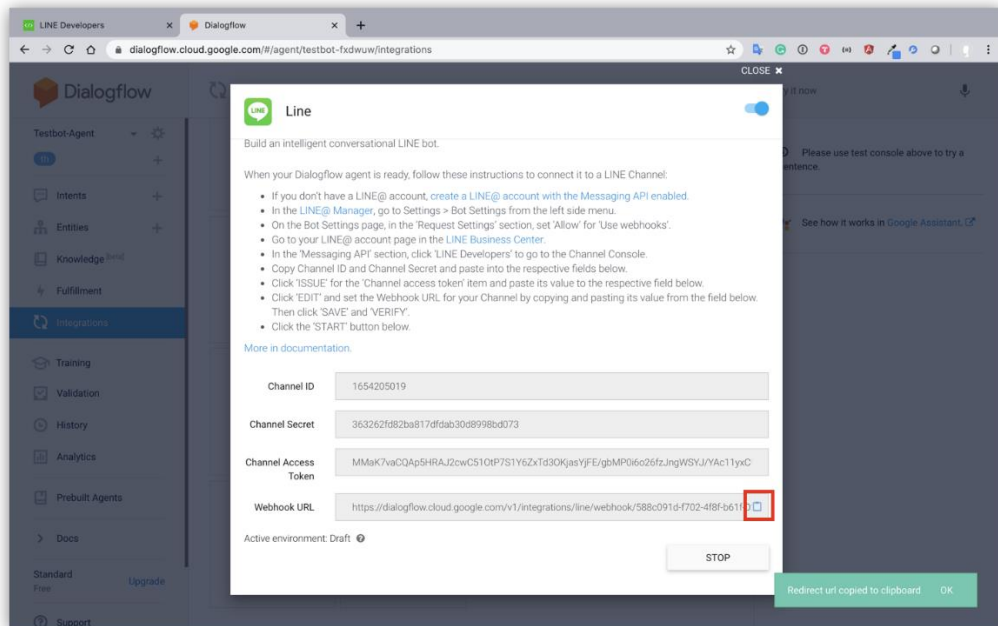 LINE Developers
Dialogflow
dialogflow.cloud.google.com/#/agent/testbot-fxdwuw/integrations
CLOSE
Dialogflow
Testbot-Agent
th
Intents
Entities
Knowledge [beta]
Fulfillment
Integrations
Training
Validation
History
Analytics
Prebuilt Agents
Docs
Standard
Free
Upgrade
Support
LINE
Line
Build an intelligent conversational LINE bot.
When your Dialogflow agent is ready, follow these instructions to connect it to a LINE Channel:
• If you don't have a LINE@ account, create a LINE@ account with the Messaging API enabled.
• In the LINE@ Manager, go to Settings > Bot Settings from the left side menu.
• On the Bot Settings page, in the 'Request Settings' section, set 'Allow' for 'Use webhooks'.
• Go to your LINE@ account page in the LINE Business Center.
• In the 'Messaging API' section, click 'LINE Developers' to go to the Channel Console.
• Copy Channel ID and Channel Secret and paste into the respective fields below.
• Click 'ISSUE' for the 'Channel access token' item and paste its value to the respective field below.
• Click 'EDIT' and set the Webhook URL for your Channel by copying and pasting its value from the field below.
Then click 'SAVE' and 'VERIFY'.
• Click the 'START' button below.
More in documentation.
Channel ID
1654205019
Channel Secret
363262fd82ba817dfdab30d8998bd073
Channel Access
Token
MMaK7vaCQAp5HRAJ2cwC51OtP7S1Y6ZxTd3OKjasYjFE/gbMP0i6o26fzJngWSYJ/YAc11yxC
Webhook URL
https://dialogflow.cloud.google.com/v1/integrations/line/webhook/588c091d-f702-4f8f-b61f
Active environment: Draft
STOP
y it now
Please use test console above to try a
entence.
See how it works in Google Assistant.
Redirect url copied to clipboard
OK